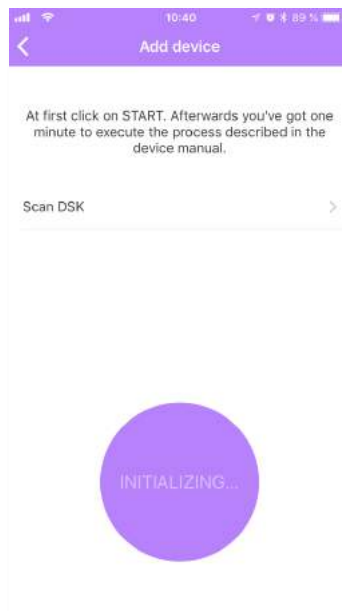 10:40
89 %
Add device
At first click on START. Afterwards you've got one
minute to execute the process described in the
device manual.
Scan DSK
INITIALIZING...